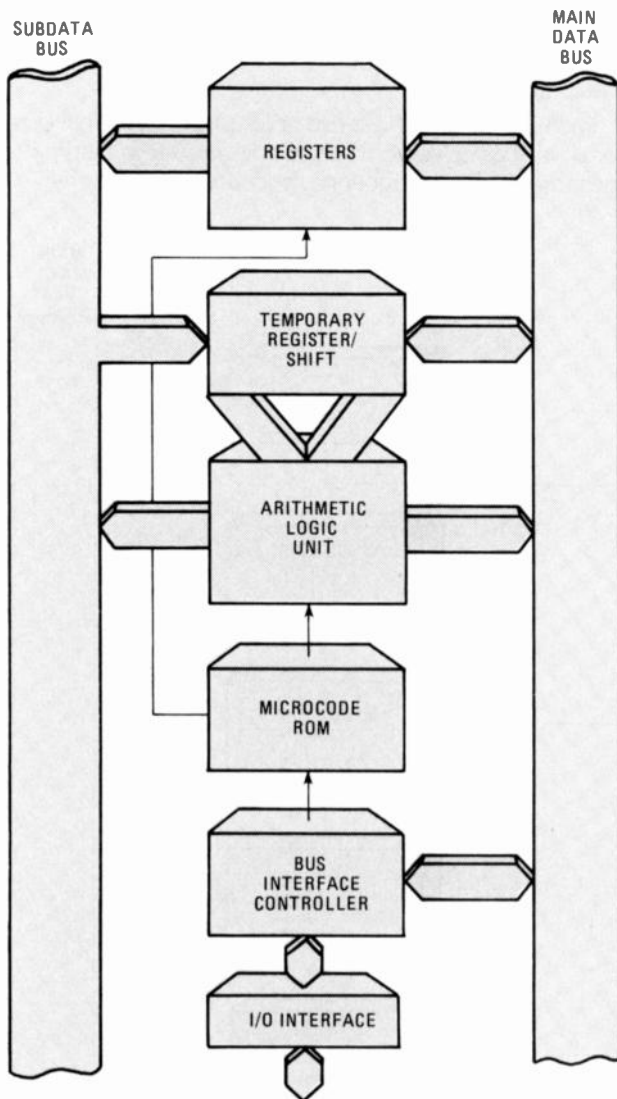 SUBDATA
BUS
MAIN
DATA
BUS
REGISTERS
TEMPORARY
REGISTER/
SHIFT
ARITHMETIC
LOGIC
UNIT
MICROCODE
ROM
BUS
INTERFACE
CONTROLLER
I/O INTERFACE